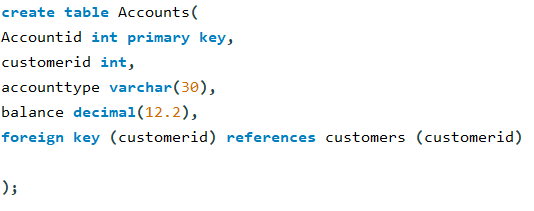 create table Accounts(
Accountid int primary key,
customerid int,
accounttype varchar(30),
balance decimal(12.2),
foreign key (customerid) references customers (customerid)
);